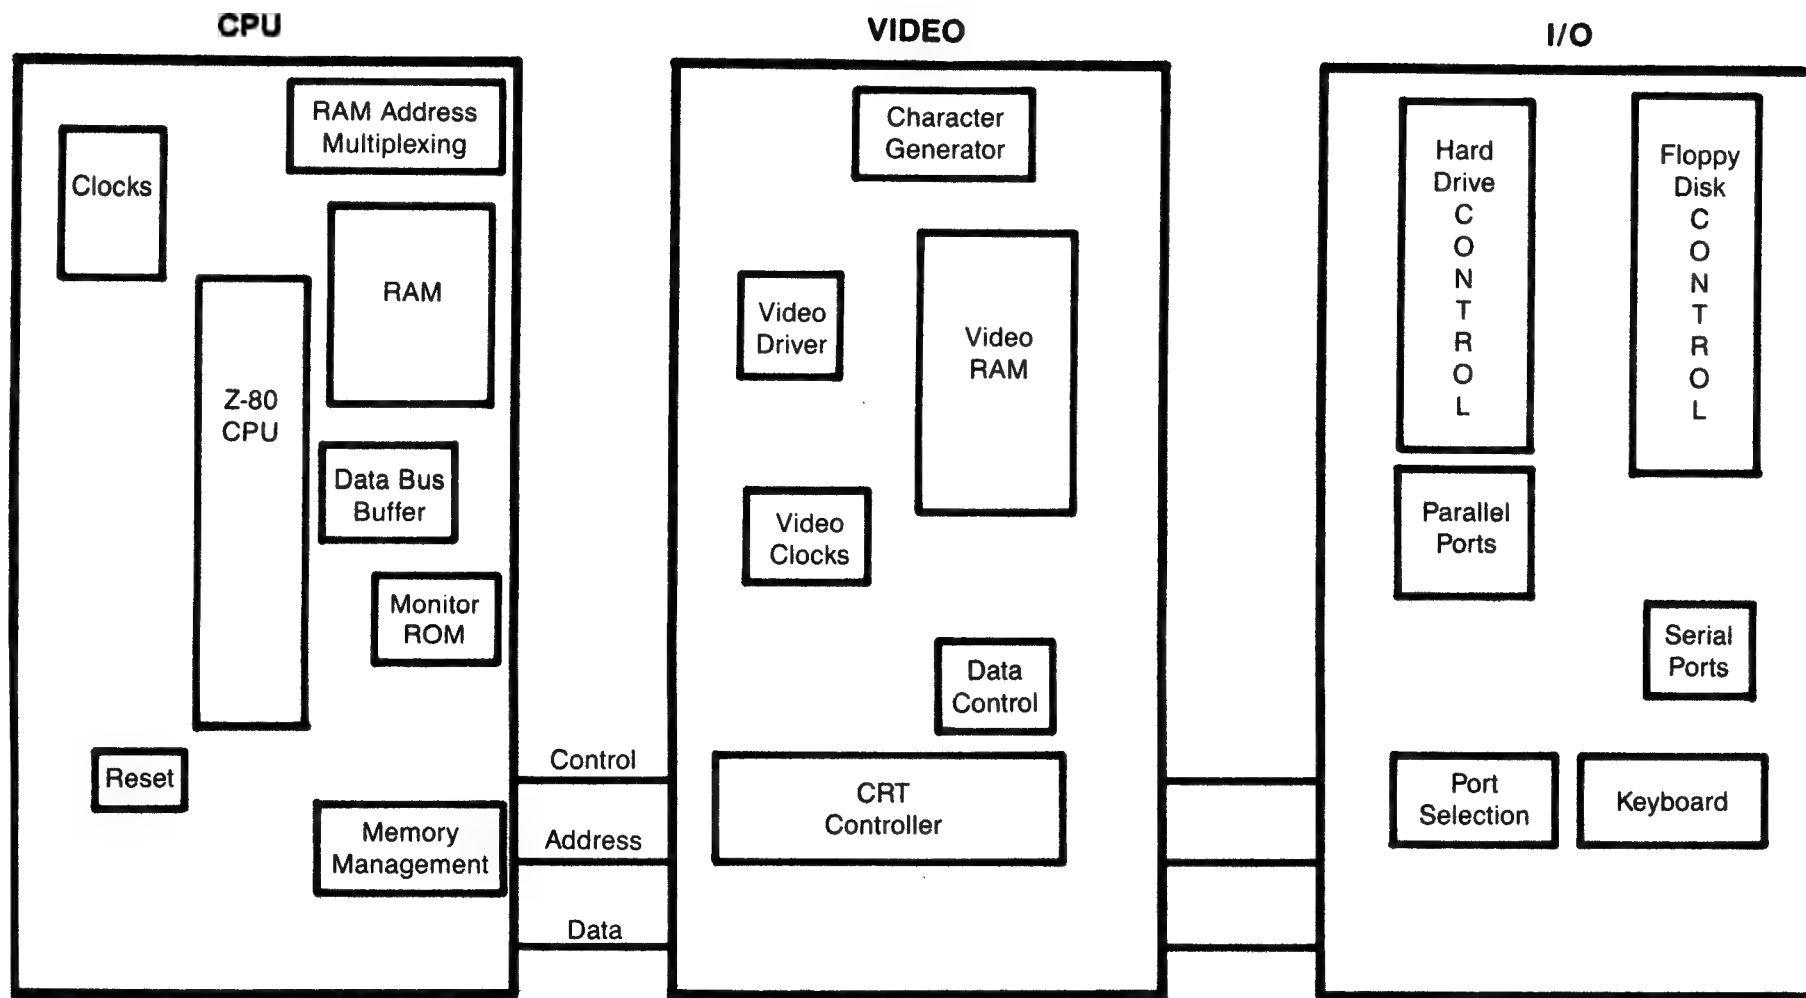 CPU
RAM Address
Multiplexing
Clocks
RAM
Z-80
CPU
Data Bus
Buffer
Monitor
ROM
Reset
Memory
Management
Control
Address
Data
VIDEO
Character
Generator
Video
Driver
Video
RAM
Video
Clocks
Data
Control
CRT
Controller
I/O
Hard
Drive
C
O
N
T
R
O
L
Floppy
Disk
C
O
N
T
R
O
L
Parallel
Ports
Serial
Ports
Port
Selection
Keyboard